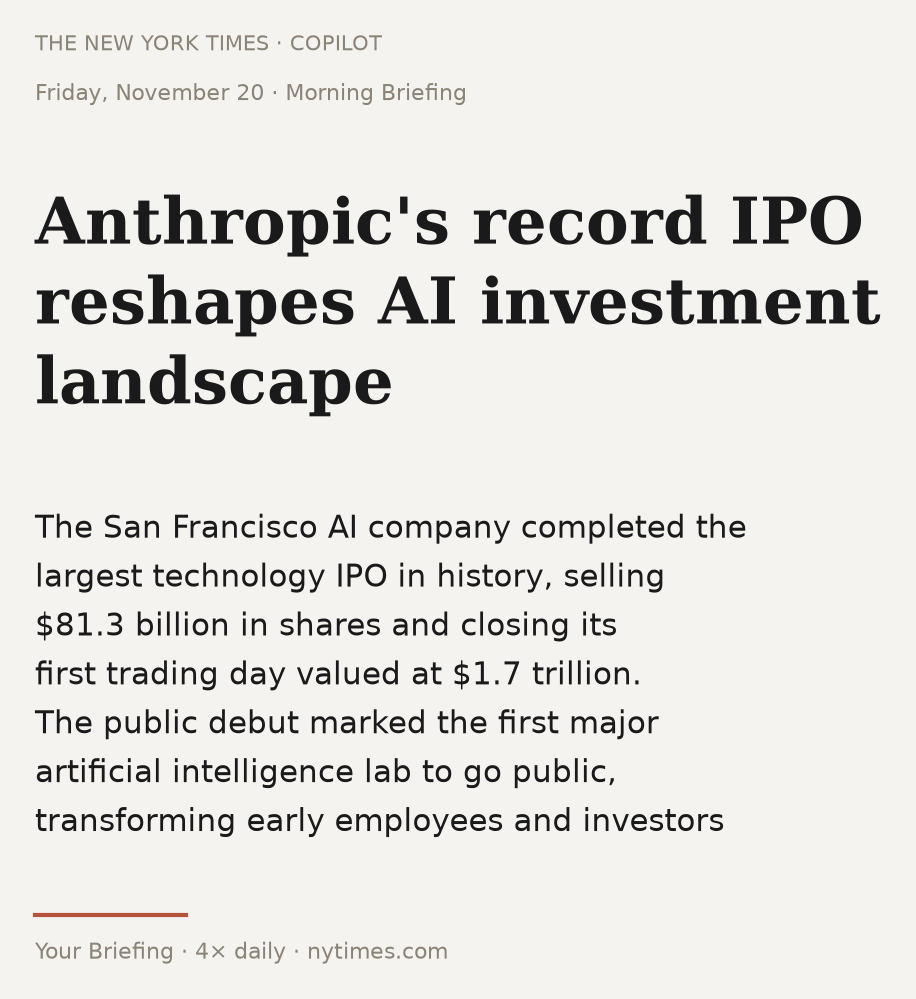 THE NEW YORK TIMES · COPILOT
Friday, November 20 · Morning Briefing
Anthropic's record IPO
reshapes AI investment
landscape
The San Francisco AI company completed the
largest technology IPO in history, selling
$81.3 billion in shares and closing its
first trading day valued at $1.7 trillion.
The public debut marked the first major
artificial intelligence lab to go public,
transforming early employees and investors
Your Briefing · 4× daily · nytimes.com